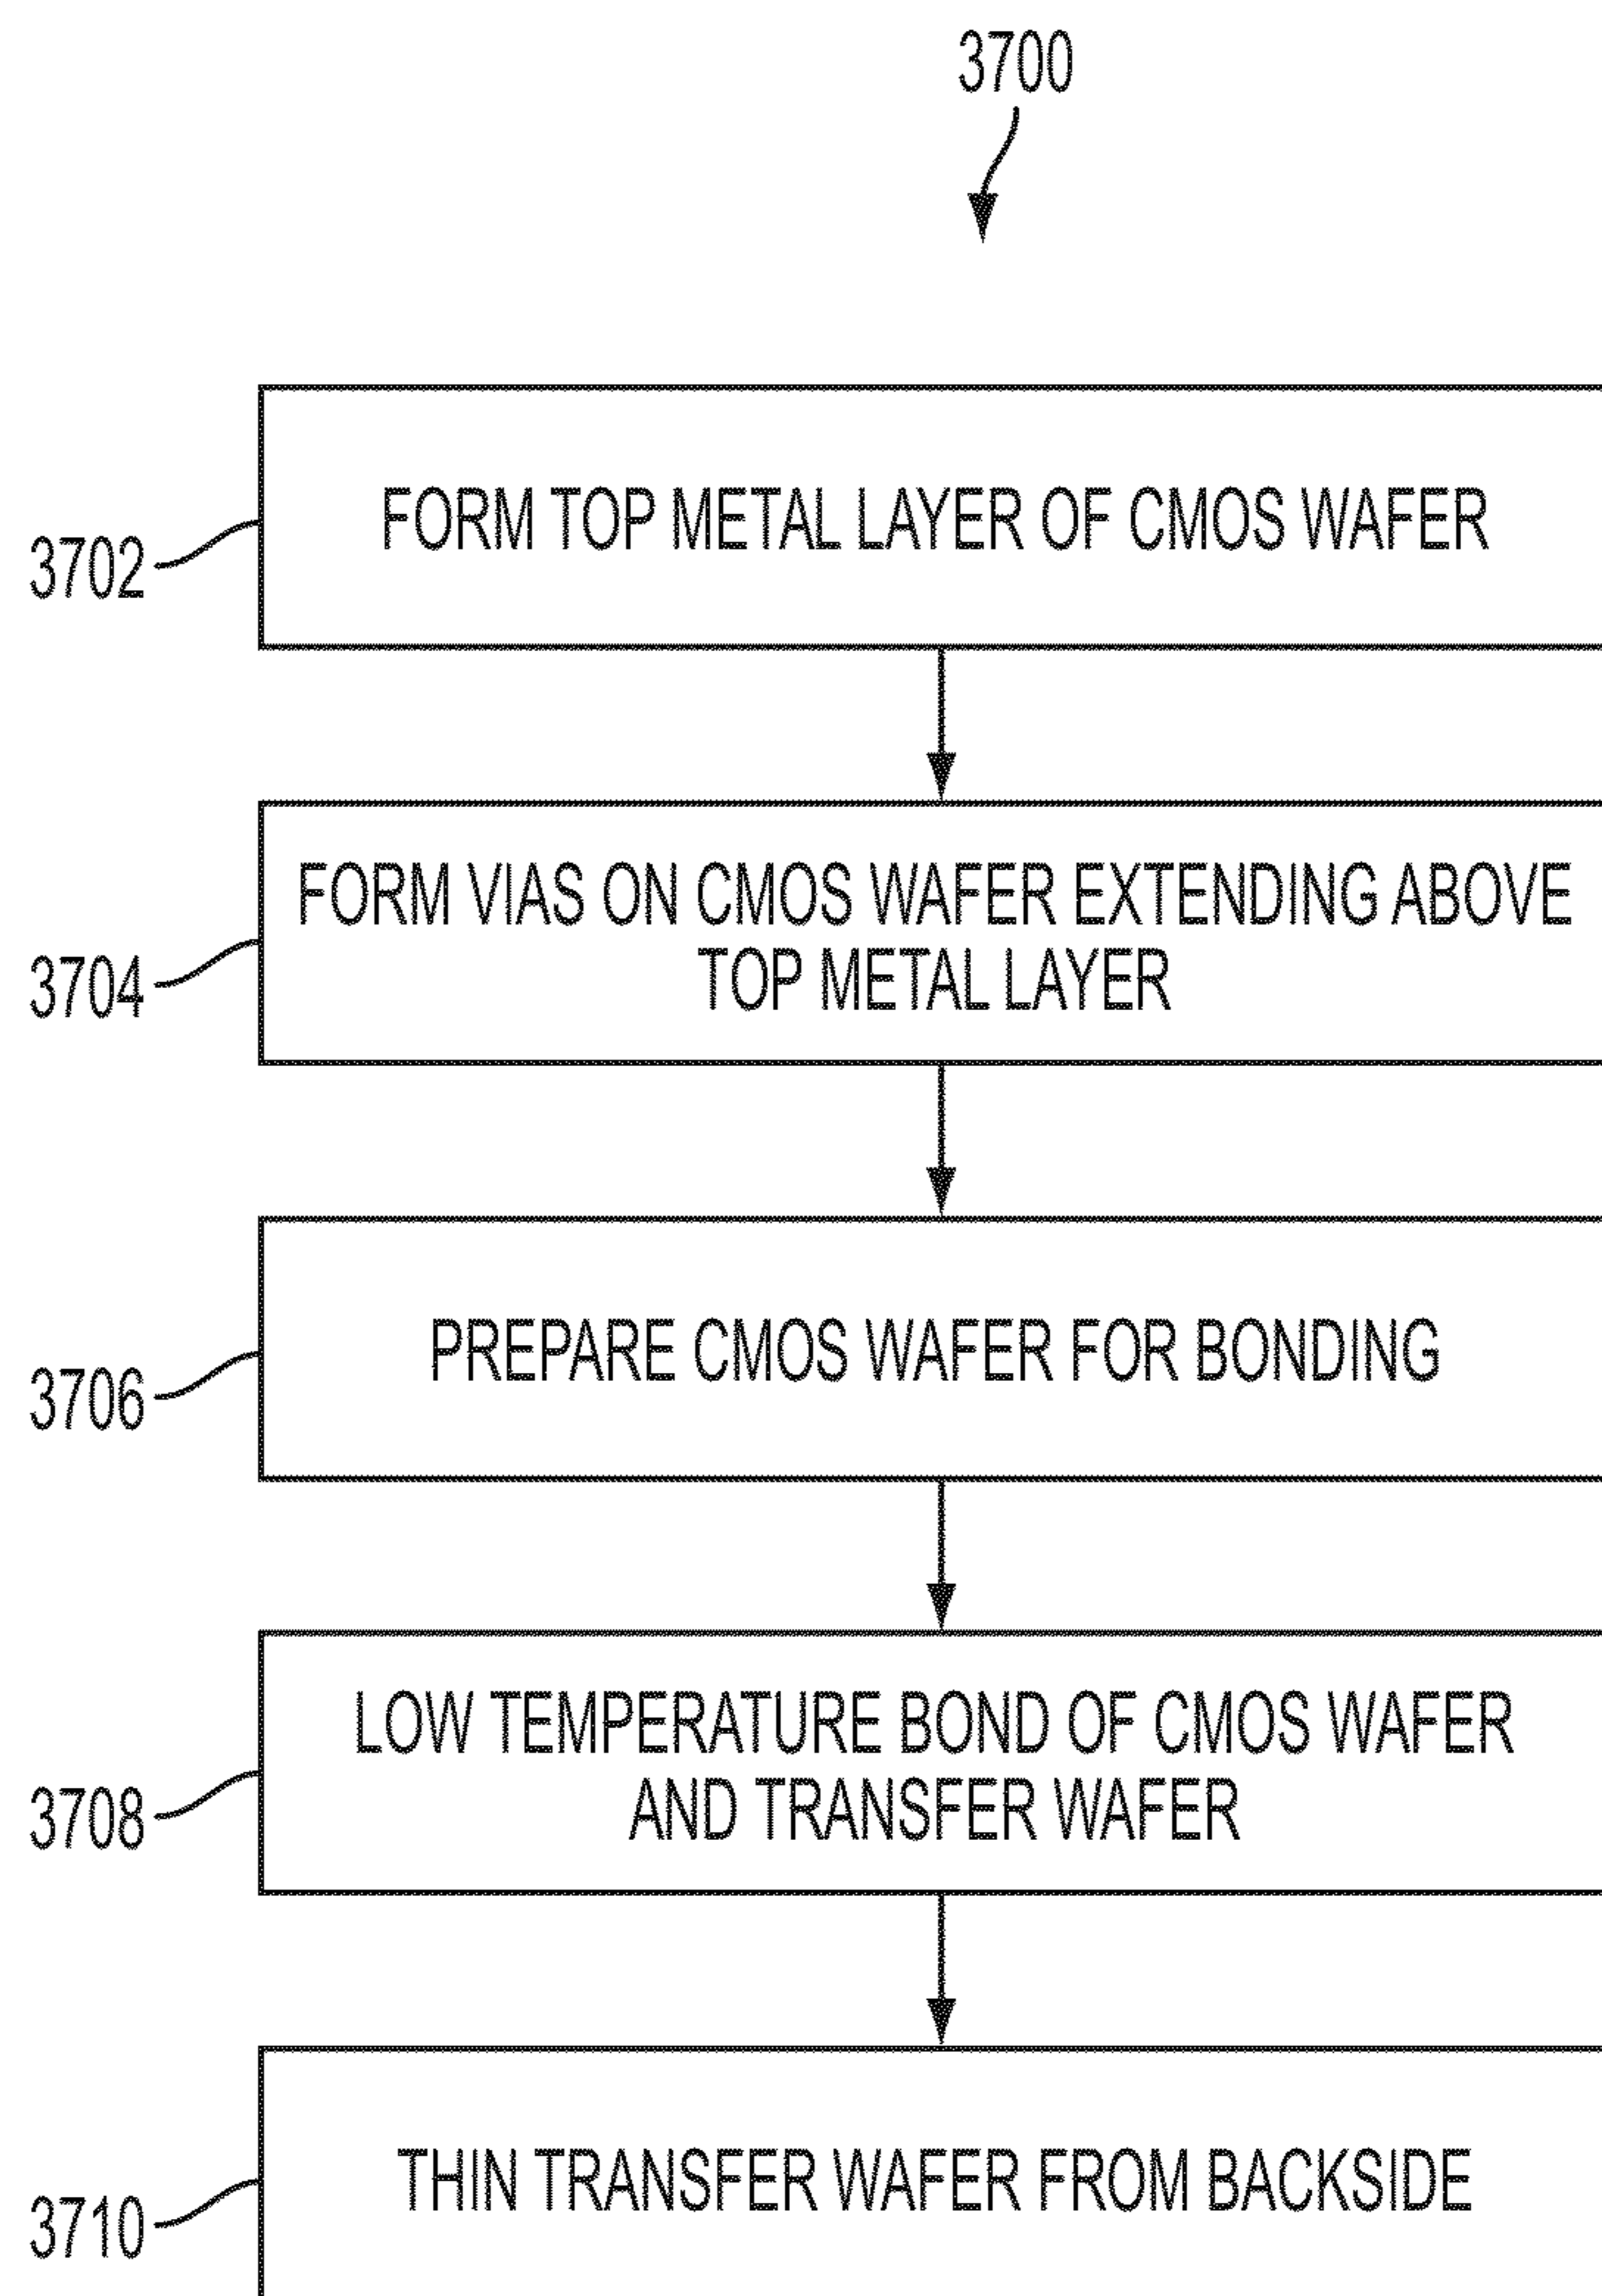 3700
FORM TOP METAL LAYER OF CMOS WAFER
3702
FORM VIAS ON CMOS WAFER EXTENDING ABOVE
TOP METAL LAYER
3704
PREPARE CMOS WAFER FOR BONDING
3706
LOW TEMPERATURE BOND OF CMOS WAFER
AND TRANSFER WAFER
3708
THIN TRANSFER WAFER FROM BACKSIDE
3710